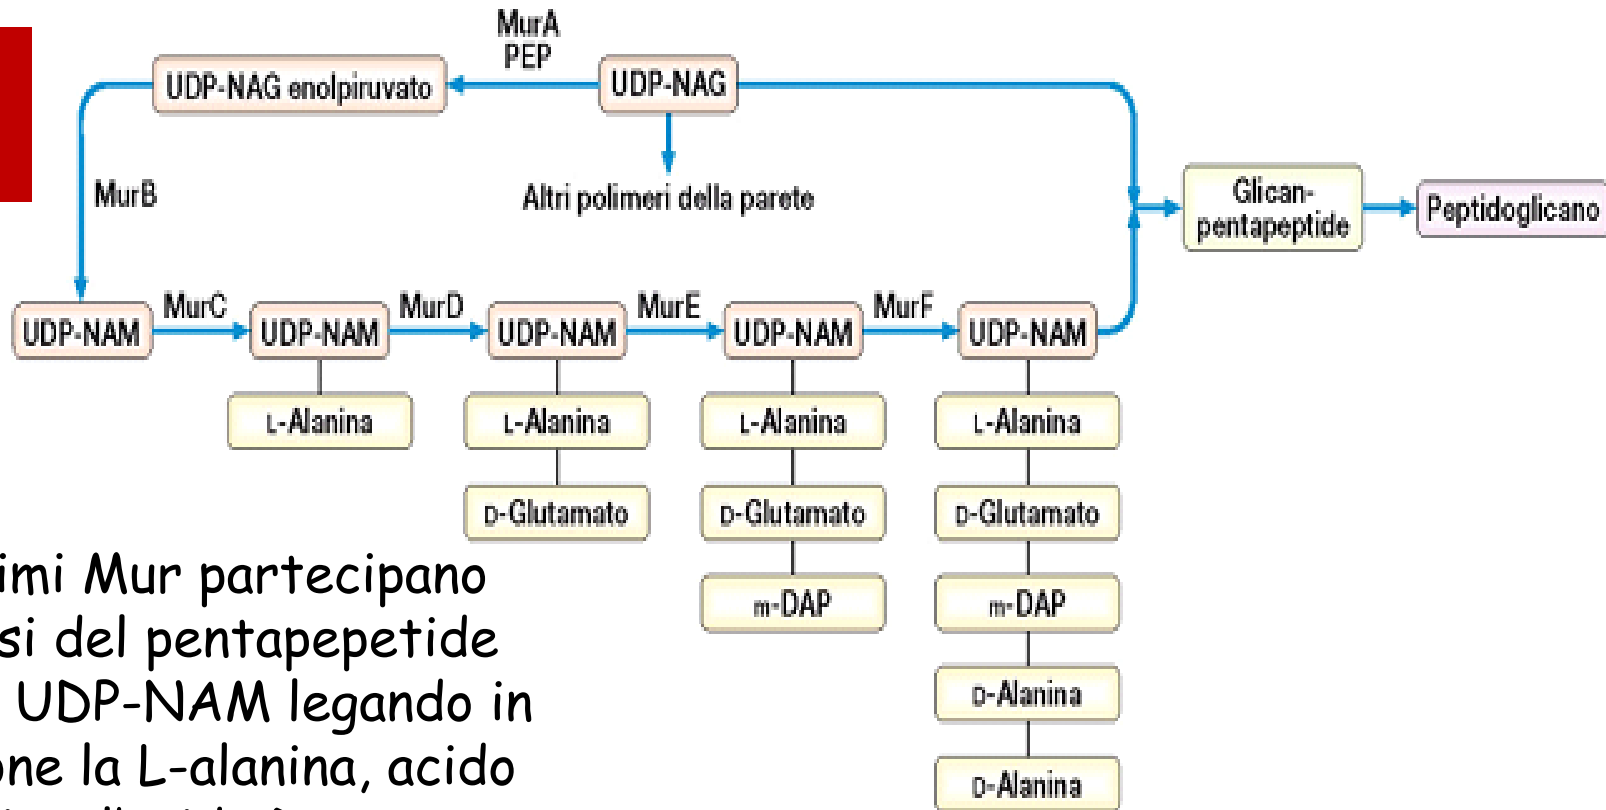 MurA
PEP
UDP-NAG enolpiruvato
UDP-NAG
MurB
Altri polimeri della parete
Glican-
pentapeptide
Peptidoglicano
UDP-NAM
MurC
UDP-NAM
MurD
UDP-NAM
MurE
UDP-NAM
MurF
UDP-NAM
L-Alanina
L-Alanina
L-Alanina
L-Alanina
D-Glutamato
D-Glutamato
D-Glutamato
m-DAP
m-DAP
D-Alanina
D-Alanina
imi Mur partecipano
si del pentapepetide
UDP-NAM legando in
one la L-alanina, acido